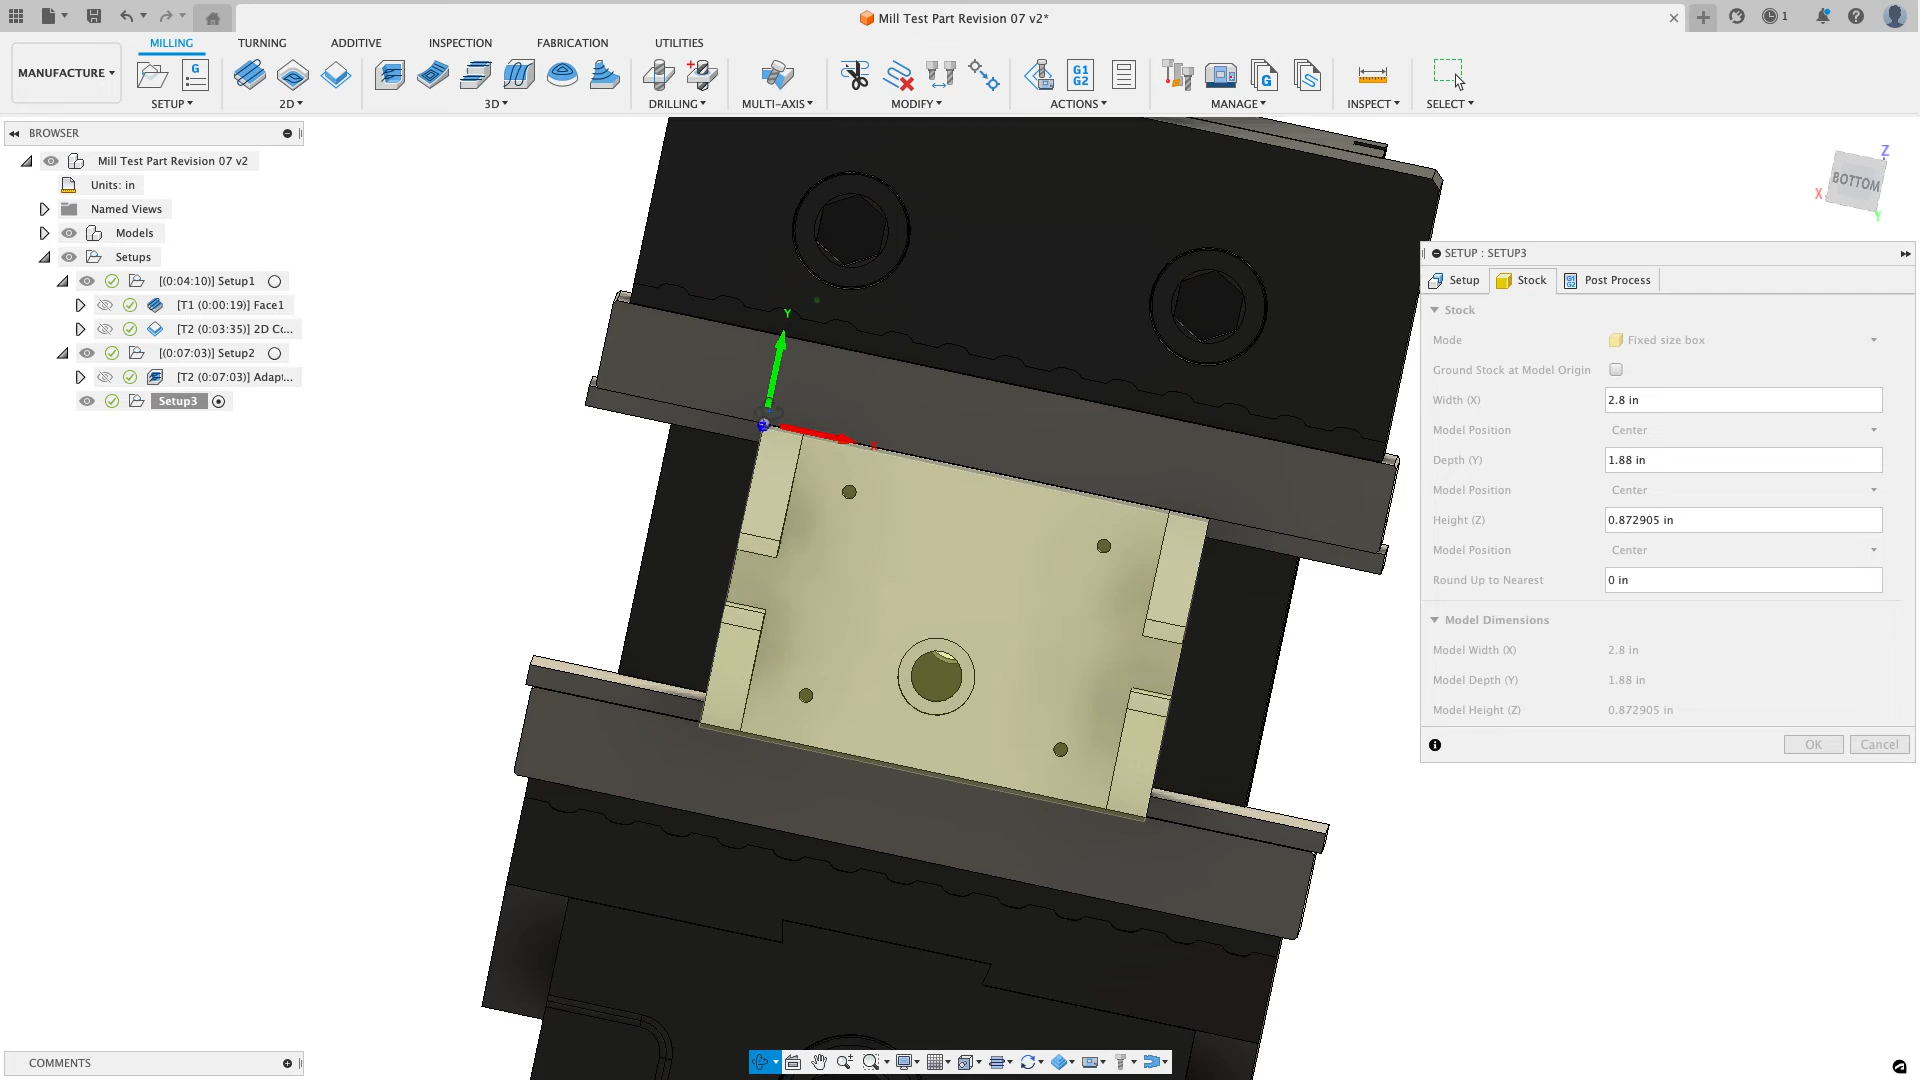 Mill Test Part Revision 07 v2*
1
MANUFACTURE
MILLING TURNING ADDITIVE INSPECTION FABRICATION UTILITIES
SETUP 2D 3D DRILLING MULTI-AXIS MODIFY ACTIONS MANAGE INSPECT SELECT
G
G1
G2
G
BROWSER
Mill Test Part Revision 07 v2
Units: in
Named Views
Models
Setups
[(0:04:10)] Setup1
[T1 (0:00:19)] Face1
[T2 (0:03:35)] 2D Co...
[(0:07:03)] Setup2
[T2 (0:07:03)] Adapt...
Setup3
Z
BOTTOM
X
Y
Y
Z
X
SETUP : SETUP3
Setup Stock Post Process
Stock
Mode Fixed size box
Ground Stock at Model Origin
Width (X) 2.8 in
Model Position Center
Depth (Y) 1.88 in
Model Position Center
Height (Z) 0.872905 in
Model Position Center
Round Up to Nearest 0 in
Model Dimensions
Model Width (X) 2.8 in
Model Depth (Y) 1.88 in
Model Height (Z) 0.872905 in
OK Cancel
COMMENTS